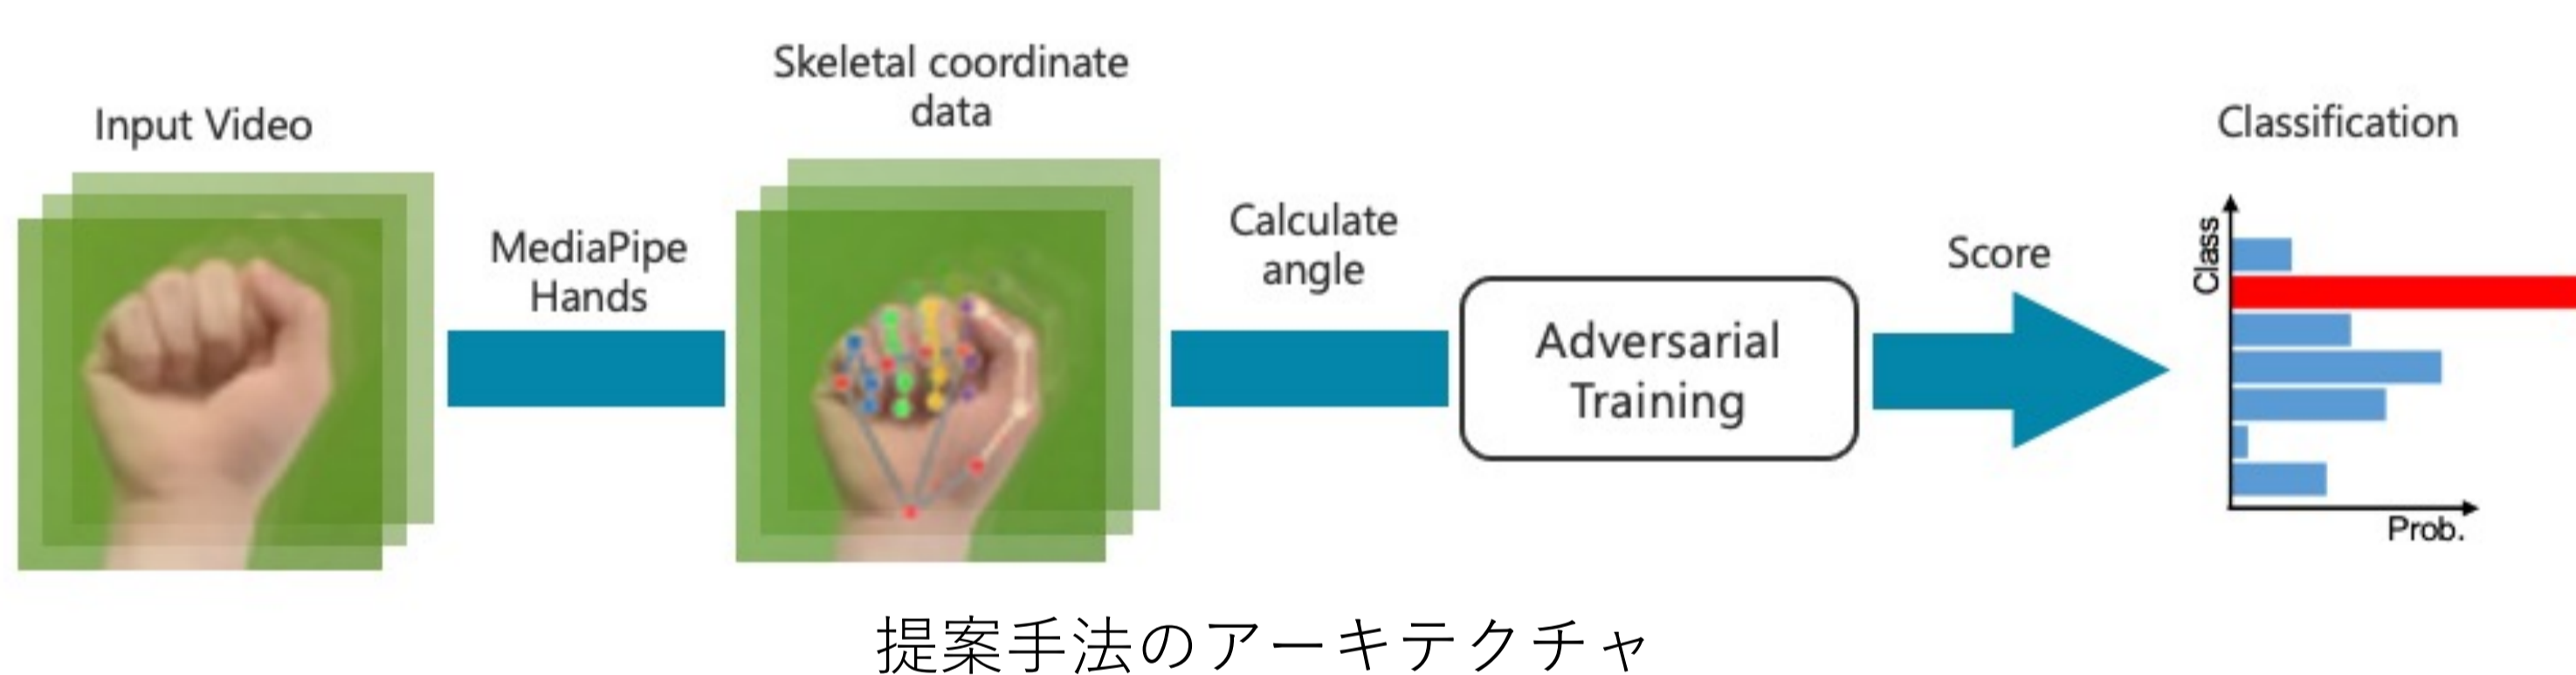 Input Video
MediaPipe
Hands
Skeletal coordinate
data
Calculate
angle
Adversarial
Training
Score
Classification
Class
Prob.
提案手法のアーキテクチャ